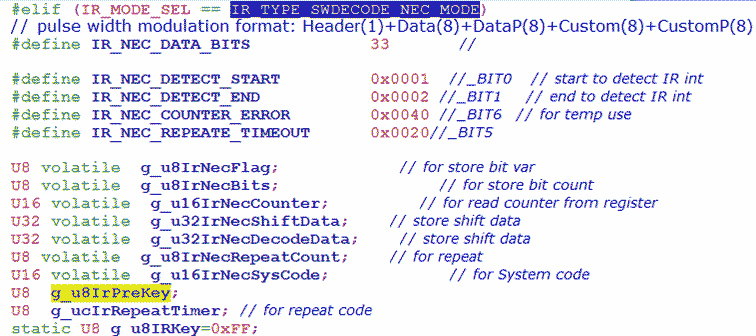 #elif (IR_MODE_SEL == IR_TYPE_SWDECODE_NEC_MODE)
// pulse width modulation format: Header(1)+Data(8)+DataP(8)+Custom(8)+CustomP(8)
#define IR_NEC_DATA_BITS 33 //
#define IR_NEC_DETECT_START 0x0001 //_BIT0 // start to detect IR int
#define IR_NEC_DETECT_END 0x0002 //_BIT1 // end to detect IR int
#define IR_NEC_COUNTER_ERROR 0x0040 //_BIT6 // for temp use
#define IR_NEC_REPEATE_TIMEOUT 0x0020//_BIT5
U8 volatile g_u8IrNecFlag; // for store bit var
U8 volatile g_u8IrNecBits; // for store bit count
U16 volatile g_u16IrNecCounter; // for read counter from register
U32 volatile g_u32IrNecShiftData; // store shift data
U32 volatile g_u32IrNecDecodeData; // store shift data
U8 volatile g_u8IrNecRepeatCount; // for repeat
U16 volatile g_u16IrNecSysCode; // for System code
U8 g_u8IrPreKey;
U8 g_ucIrRepeatTimer; // for repeat code
static U8 g_u8IRKey=0xFF;